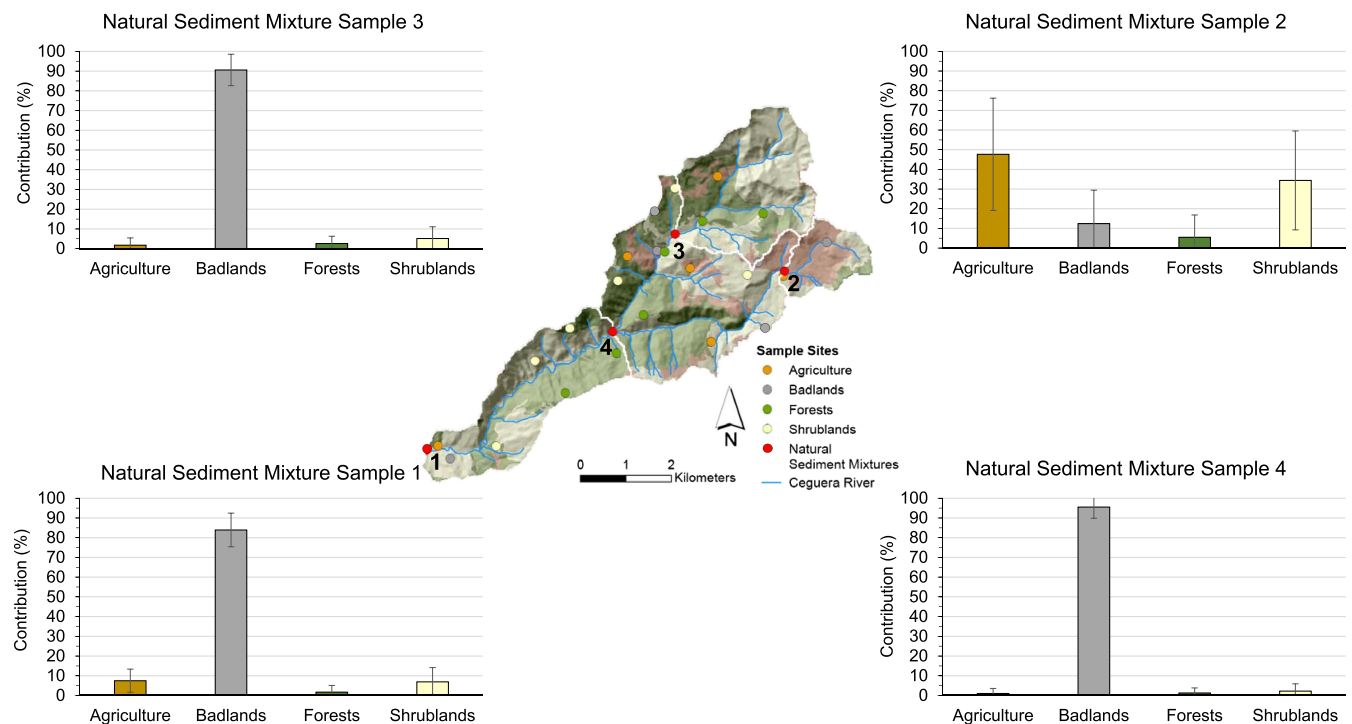 Natural Sediment Mixture Sample 3
Contribution (%)
100
90
80
70
60
50
40
30
20
10
0
Agriculture
Badlands
Forests
Shrublands
Natural Sediment Mixture Sample 2
Contribution (%)
100
90
80
70
60
50
40
30
20
10
0
Agriculture
Badlands
Forests
Shrublands
3
2
4
1
Sample Sites
Agriculture
Badlands
Forests
Shrublands
Natural
Sediment Mixtures
Ceguera River
N
0 1 2
Kilometers
Natural Sediment Mixture Sample 1
Contribution (%)
100
90
80
70
60
50
40
30
20
10
0
Agriculture
Badlands
Forests
Shrublands
Natural Sediment Mixture Sample 4
Contribution (%)
100
90
80
70
60
50
40
30
20
10
0
Agriculture
Badlands
Forests
Shrublands